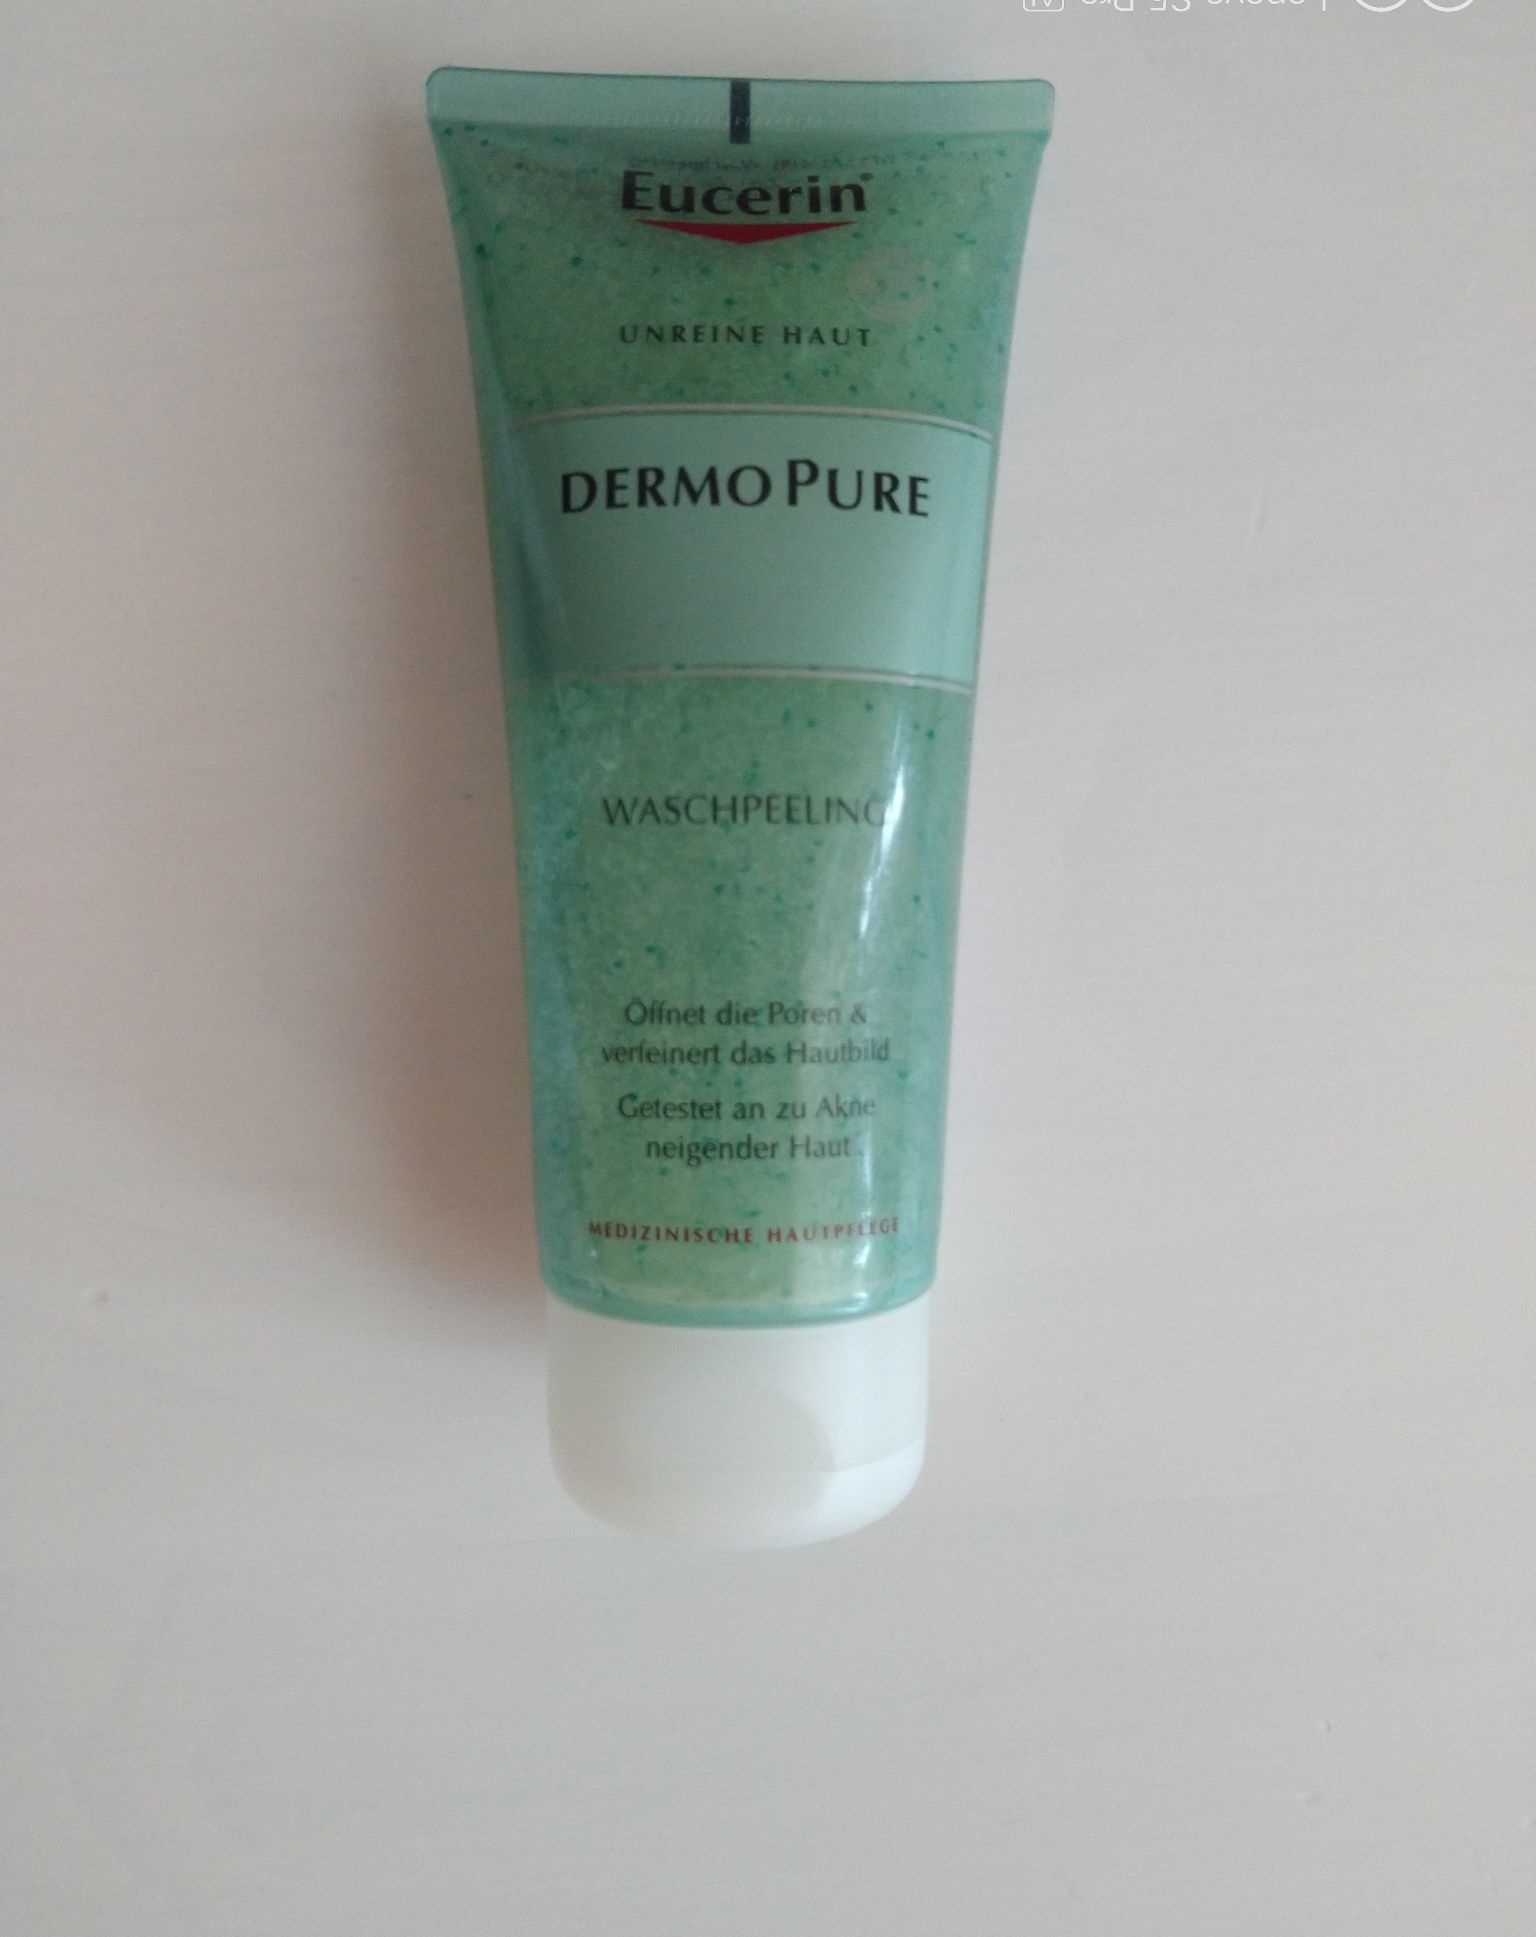 Eucerin®
UNREINE HAUT
DERMOPURE
WASCHPEELING
Öffnet die Poren &
verfeinert das Hautbild
Getestet an zu Akne
neigender Haut
MEDIZINISCHE HAUTPFLEGE